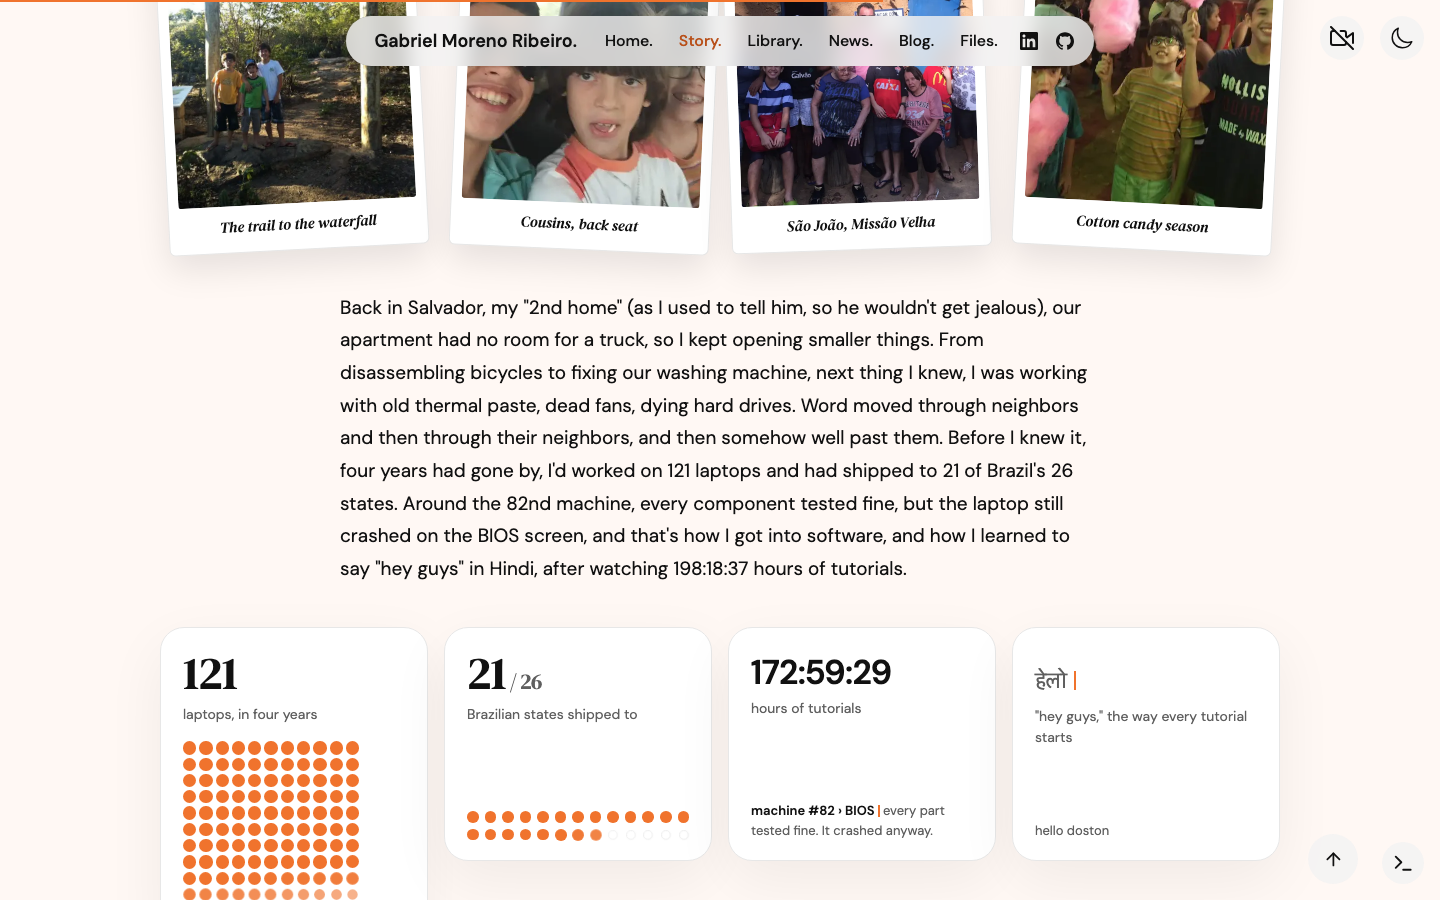 Gabriel Moreno Ribeiro. Home. Story. Library. News. Blog. Files.
HOLLIS
MADE
WAX
CAIXA
The trail to the waterfall
Cousins, back seat
São João, Missão Velha
Cotton candy season
Back in Salvador, my "2nd home" (as I used to tell him, so he wouldn't get jealous), our
apartment had no room for a truck, so I kept opening smaller things. From
disassembling bicycles to fixing our washing machine, next thing I knew, I was working
with old thermal paste, dead fans, dying hard drives. Word moved through neighbors
and then through their neighbors, and then somehow well past them. Before I knew it,
four years had gone by, I'd worked on 121 laptops and had shipped to 21 of Brazil's 26
states. Around the 82nd machine, every component tested fine, but the laptop still
crashed on the BIOS screen, and that's how I got into software, and how I learned to
say "hey guys" in Hindi, after watching 198:18:37 hours of tutorials.
121
laptops, in four years
21 / 26
Brazilian states shipped to
172:59:29
hours of tutorials
machine #82 › BIOS every part
tested fine. It crashed anyway.
हेलो
"hey guys," the way every tutorial
starts
hello doston